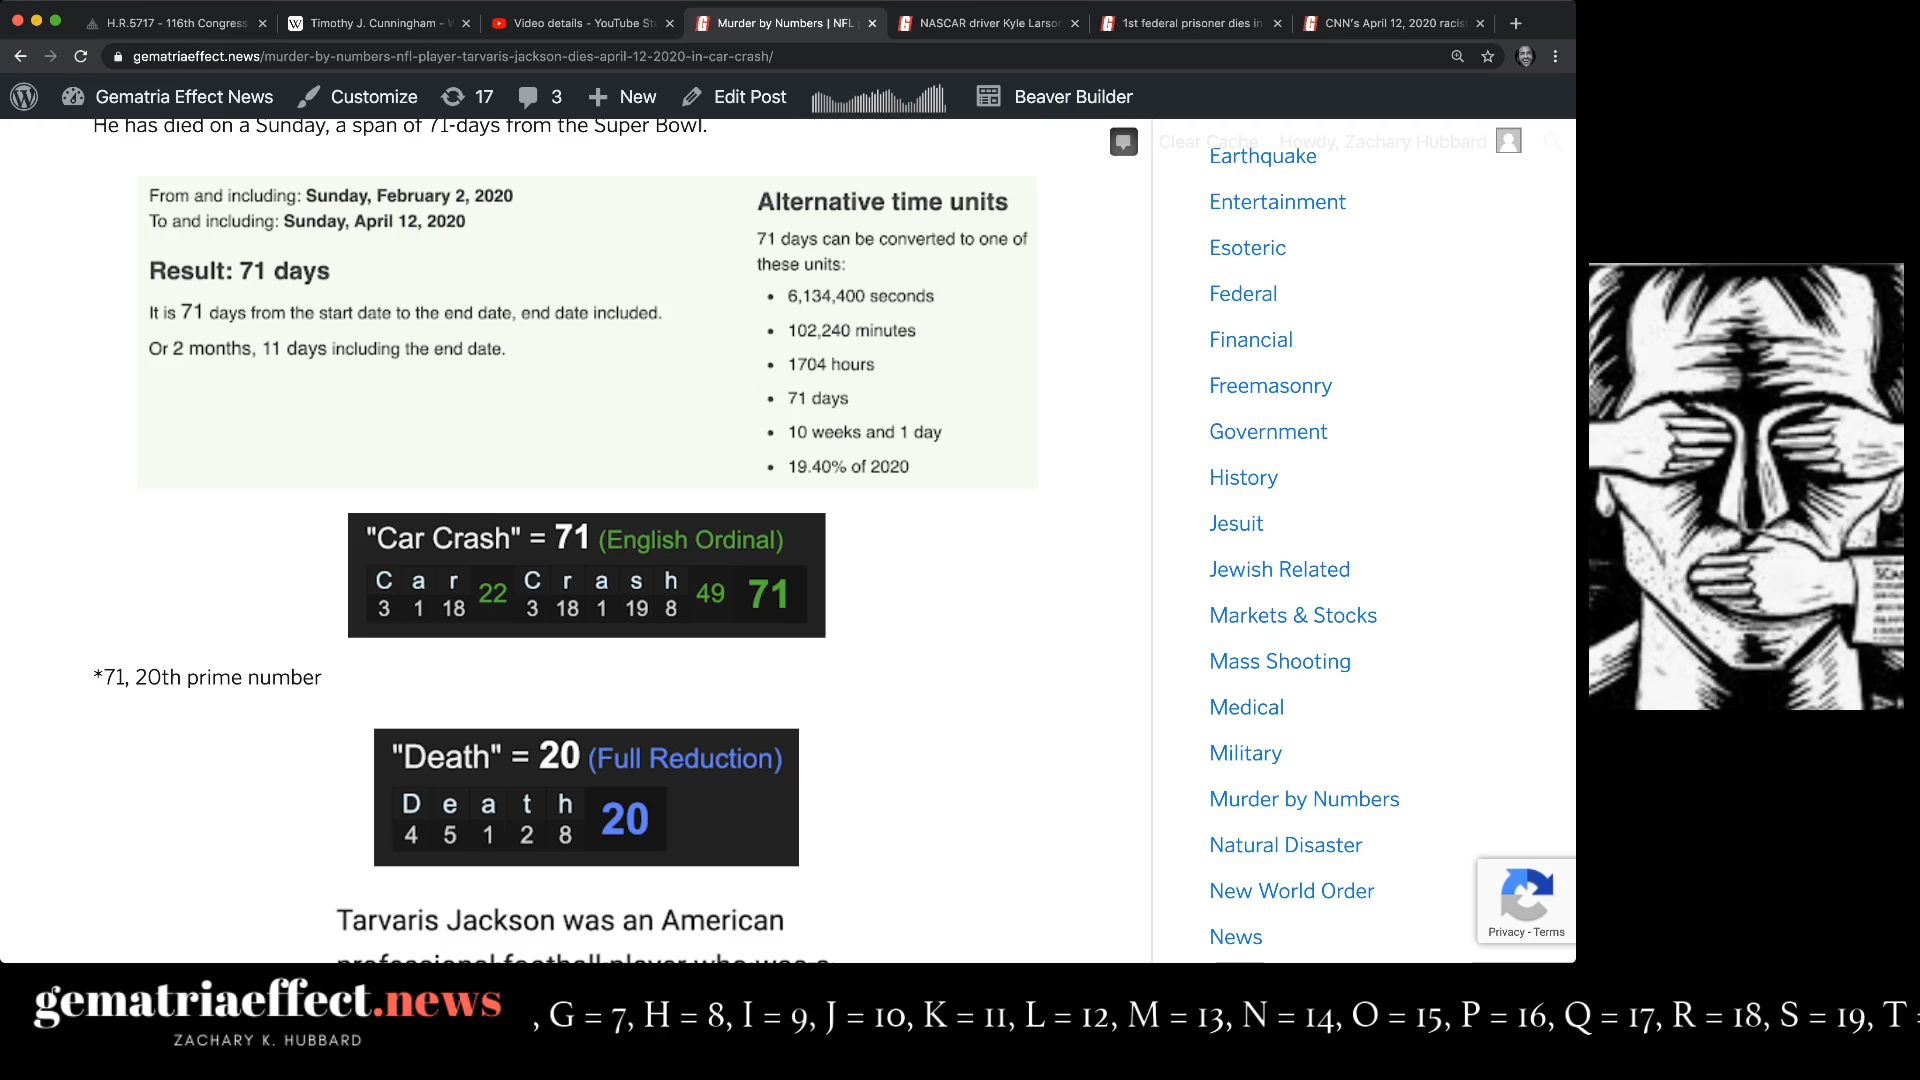 H.R.5717 - 116th Congress
Timothy J. Cunningham -
Video details - YouTube St
Murder by Numbers | NFL
NASCAR driver Kyle Larson
1st federal prisoner dies in
CNN's April 12, 2020 racis
gematriaeffect.news/murder-by-numbers-nfl-player-tarvaris-jackson-dies-april-12-2020-in-car-crash/
Gematria Effect News
Customize
17
3
New
Edit Post
Beaver Builder
Clear Cache
Howdy, Zachary Hubbard
He has died on a Sunday, a span of 71-days from the Super Bowl.
From and including: Sunday, February 2, 2020
To and including: Sunday, April 12, 2020
Result: 71 days
It is 71 days from the start date to the end date, end date included.
Or 2 months, 11 days including the end date.
Alternative time units
71 days can be converted to one of
these units:
• 6,134,400 seconds
• 102,240 minutes
• 1704 hours
• 71 days
• 10 weeks and 1 day
• 19.40% of 2020
"Car Crash" = 71 (English Ordinal)
C a r 22 C r a s h 49 71
3 1 18 3 18 1 19 8
*71, 20th prime number
"Death" = 20 (Full Reduction)
D e a t h 20
4 5 1 2 8
Tarvaris Jackson was an American
professional football player who was a
Earthquake
Entertainment
Esoteric
Federal
Financial
Freemasonry
Government
History
Jesuit
Jewish Related
Markets & Stocks
Mass Shooting
Medical
Military
Murder by Numbers
Natural Disaster
New World Order
News
Privacy - Terms
gematriaeffect.news
ZACHARY K. HUBBARD
, G = 7, H = 8, I = 9, J = 10, K = 11, L = 12, M = 13, N = 14, O = 15, P = 16, Q = 17, R = 18, S = 19, T =